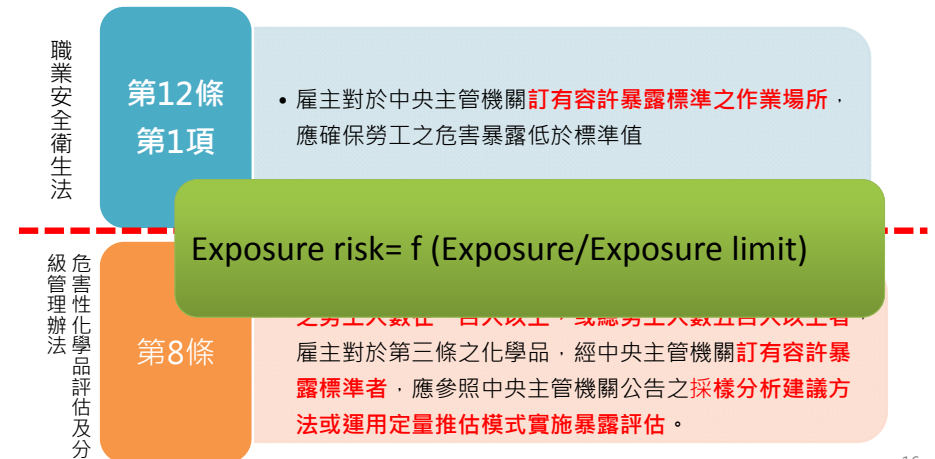 職業安全衛生法
第12條
第1項
• 雇主對於中央主管機關訂有容許暴露標準之作業場所，
應確保勞工之危害暴露低於標準值
Exposure risk= f (Exposure/Exposure limit)
危害性化學品評估及分
級管理辦法
第8條
以上者，
雇主對於第三條之化學品，經中央主管機關訂有容許暴
露標準者，應參照中央主管機關公告之採樣分析建議方
法或運用定量推估模式實施暴露評估。